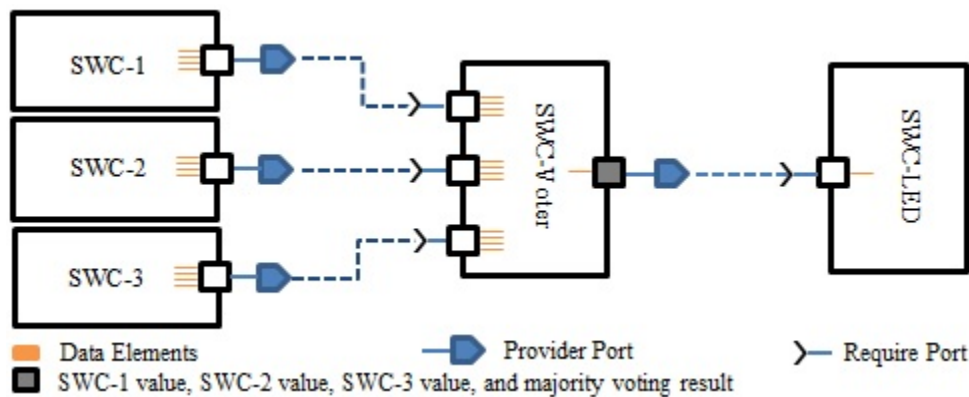 SWC-1
SWC-2
SWC-3
SWC-Voter
SWC-LED
Data Elements
Provider Port
Require Port
SWC-1 value, SWC-2 value, SWC-3 value, and majority voting result